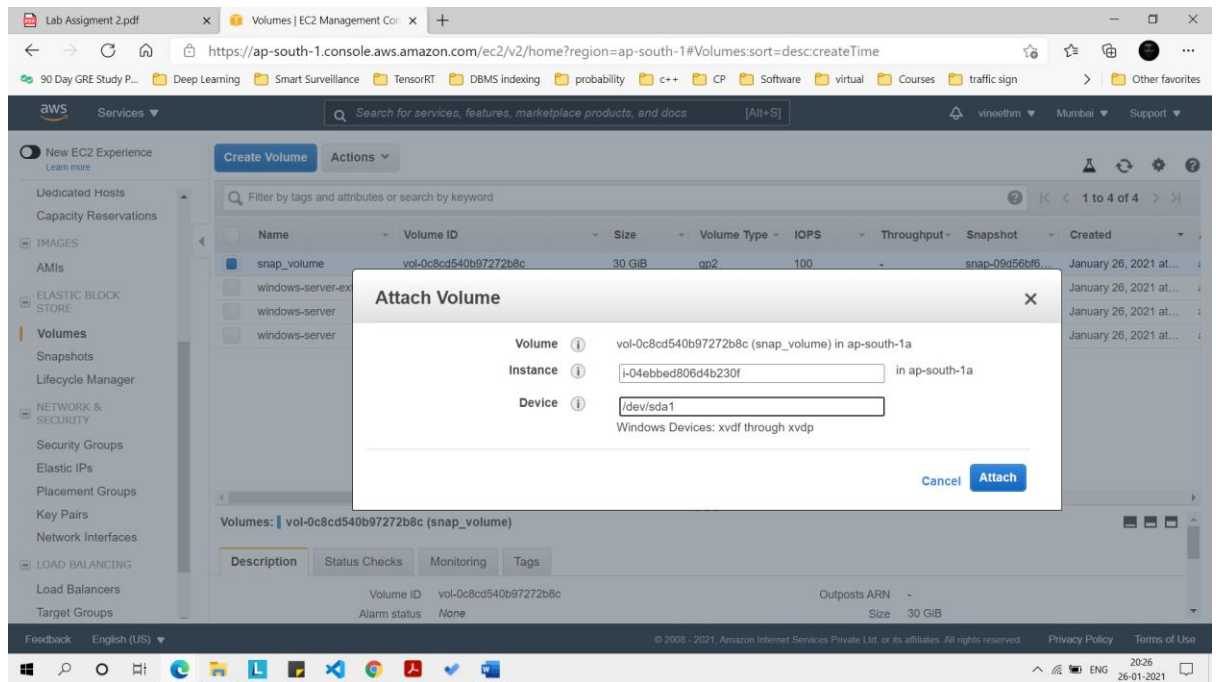 Lab Assigment 2.pdf
Volumes | EC2 Management Con
https://ap-south-1.console.aws.amazon.com/ec2/v2/home?region=ap-south-1#Volumes:sort=desc:createTime
90 Day GRE Study P... Deep Learning Smart Surveillance TensorRT DBMS indexing probability c++ CP Software virtual Courses traffic sign Other favorites
aws Services Search for services, features, marketplace products, and docs [Alt+S] vineethm Mumbai Support
New EC2 Experience
Learn more
Create Volume Actions
Dedicated Hosts
Capacity Reservations
IMAGES
AMIs
ELASTIC BLOCK
STORE
Volumes
Snapshots
Lifecycle Manager
NETWORK &
SECURITY
Security Groups
Elastic IPs
Placement Groups
Key Pairs
Network Interfaces
LOAD BALANCING
Load Balancers
Target Groups
Filter by tags and attributes or search by keyword 1 to 4 of 4
Name Volume ID Size Volume Type IOPS Throughput Snapshot Created
snap_volume vol-0c8cd540b97272b8c 30 GiB gp2 100 - snap-09d56bf6... January 26, 2021 at...
windows-server-ext January 26, 2021 at...
windows-server January 26, 2021 at...
windows-server January 26, 2021 at...
Attach Volume
Volume vol-0c8cd540b97272b8c (snap_volume) in ap-south-1a
Instance i-04ebbed806d4b230f in ap-south-1a
Device /dev/sda1
Windows Devices: xvdf through xvdp
Cancel Attach
Volumes: vol-0c8cd540b97272b8c (snap_volume)
Description Status Checks Monitoring Tags
Volume ID vol-0c8cd540b97272b8c Outposts ARN -
Alarm status None Size 30 GiB
Feedback English (US) © 2008 - 2021, Amazon Internet Services Private Ltd. or its affiliates. All rights reserved. Privacy Policy Terms of Use
ENG
20:26
26-01-2021